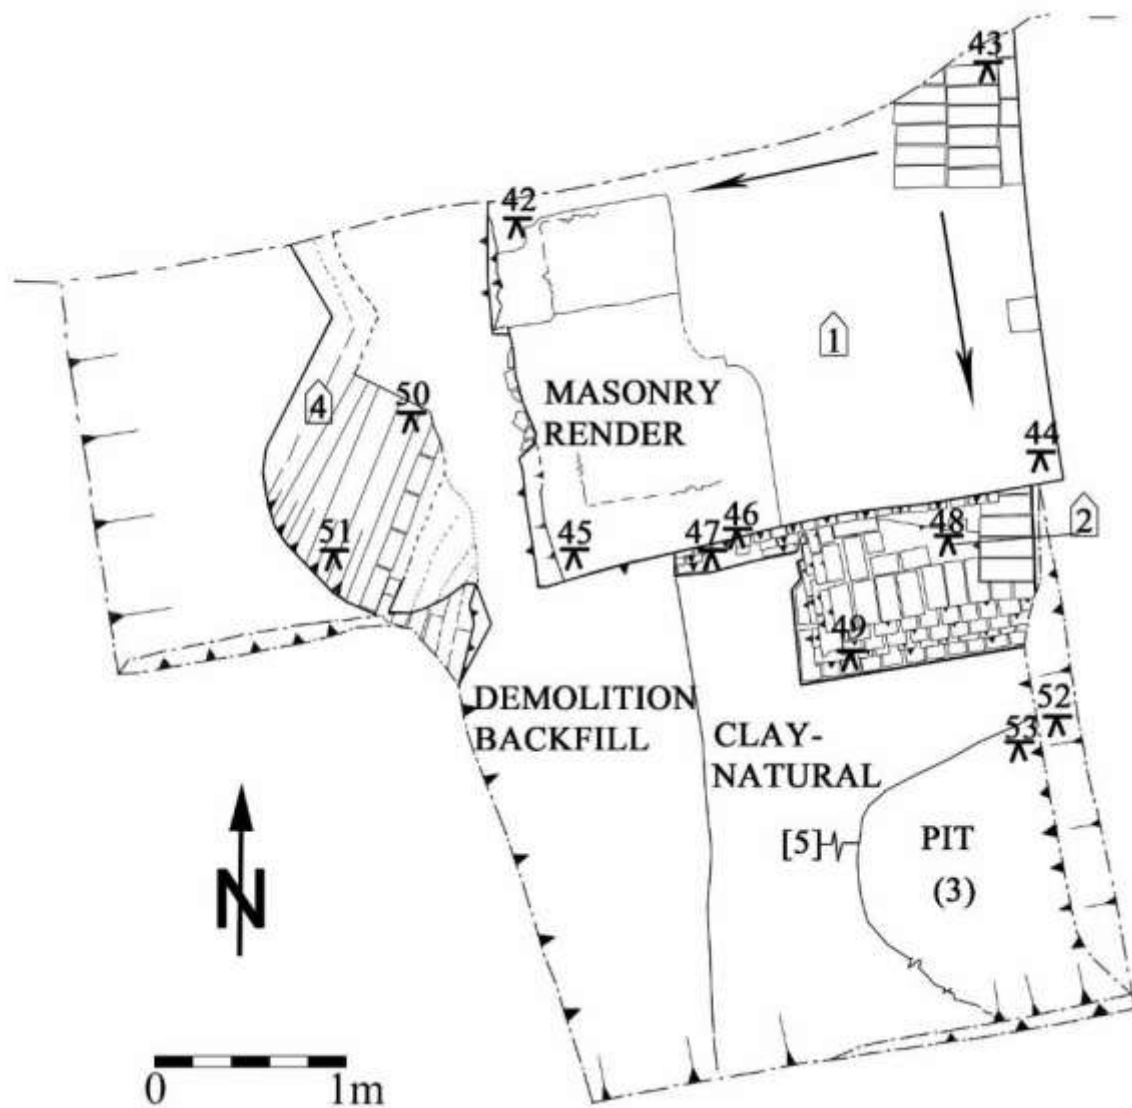 43
42
1
4
50
MASONRY
RENDER
44
51
45
47
46
48
2
49
DEMOLITION
BACKFILL
CLAY-
NATURAL
53
52
[5]
PIT
(3)
N
0 1m